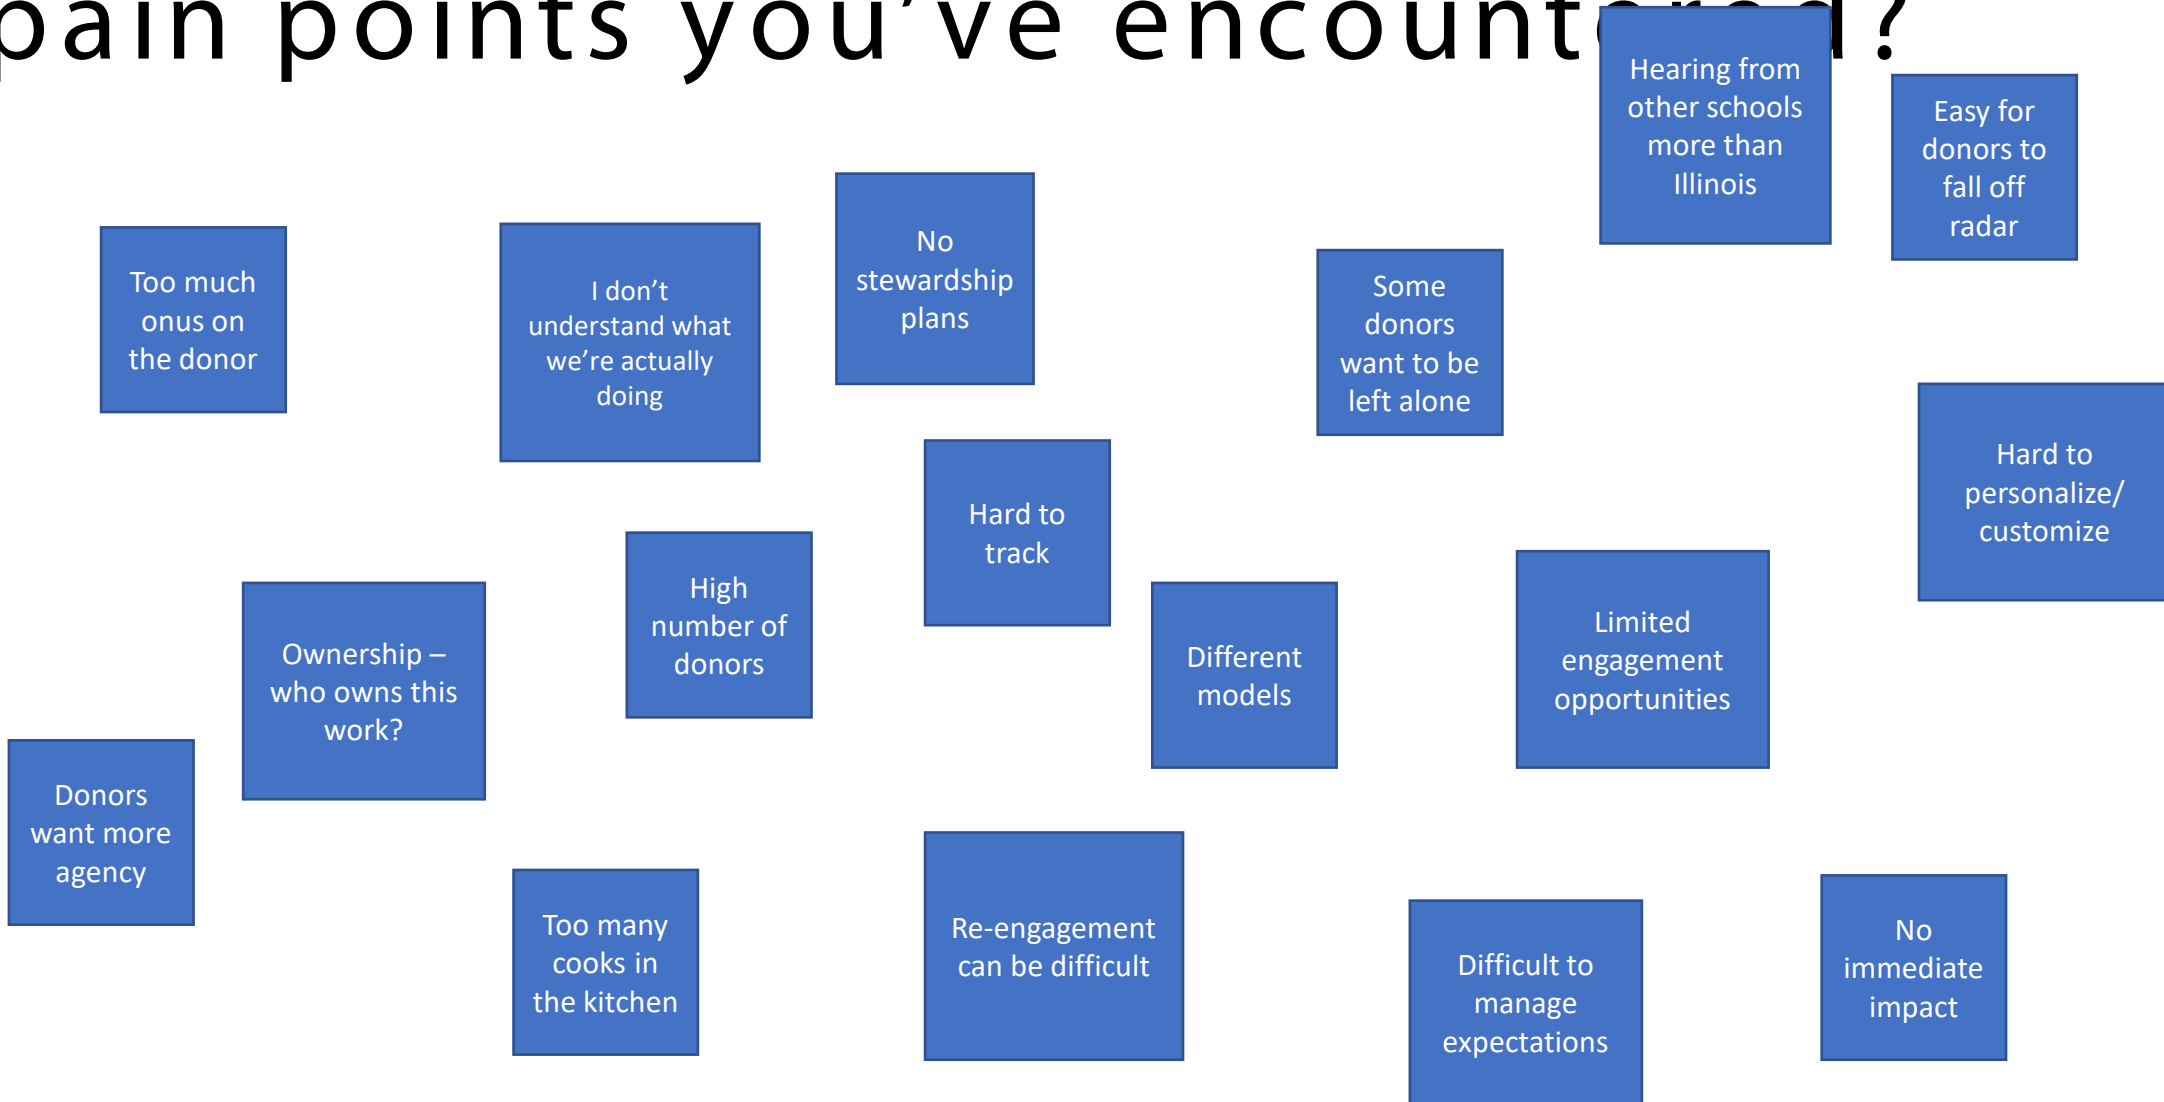 pain points you've encountered?
Hearing from
other schools
more than
Illinois
Easy for
donors to
fall off
radar
No
stewardship
plans
Too much
onus on
the donor
I don't
understand what
we're actually
doing
Some
donors
want to be
left alone
Hard to
personalize/
customize
Hard to
track
High
number of
donors
Ownership –
who owns this
work?
Different
models
Limited
engagement
opportunities
Donors
want more
agency
Too many
cooks in
the kitchen
Re-engagement
can be difficult
Difficult to
manage
expectations
No
immediate
impact